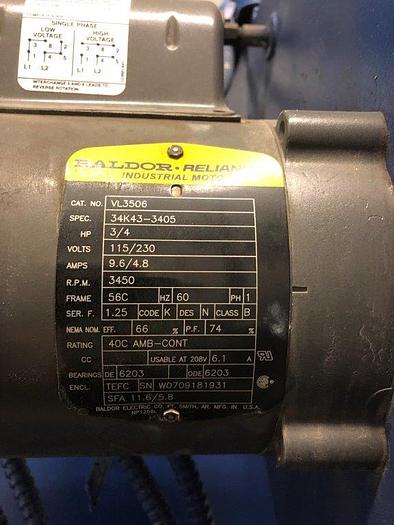 SINGLE PHASE
LOW VOLTAGE
HIGH VOLTAGE
L1 L2
L1 L2
INTERCHANGE 5 AND 8 LEADS TO
REVERSE ROTATION
BALDOR · RELIANC
INDUSTRIAL MOTO
CAT. NO. VL3506
SPEC. 34K43-3405
HP 3/4
VOLTS 115/230
AMPS 9.6/4.8
R.P.M. 3450
FRAME 56C HZ 60 PH 1
SER. F. 1.25 CODE K DES N CLASS B
NEMA NOM. EFF. 66 % P.F. 74 %
RATING 40C AMB-CONT
CC USABLE AT 208V 6.1 A
BEARINGS DE 6203 ODE 6203
ENCL. TEFC SN W0709181931
SFA 11.6/5.8
BALDOR ELECTRIC CO. FT. SMITH, AR. MFG. IN U.S.A.